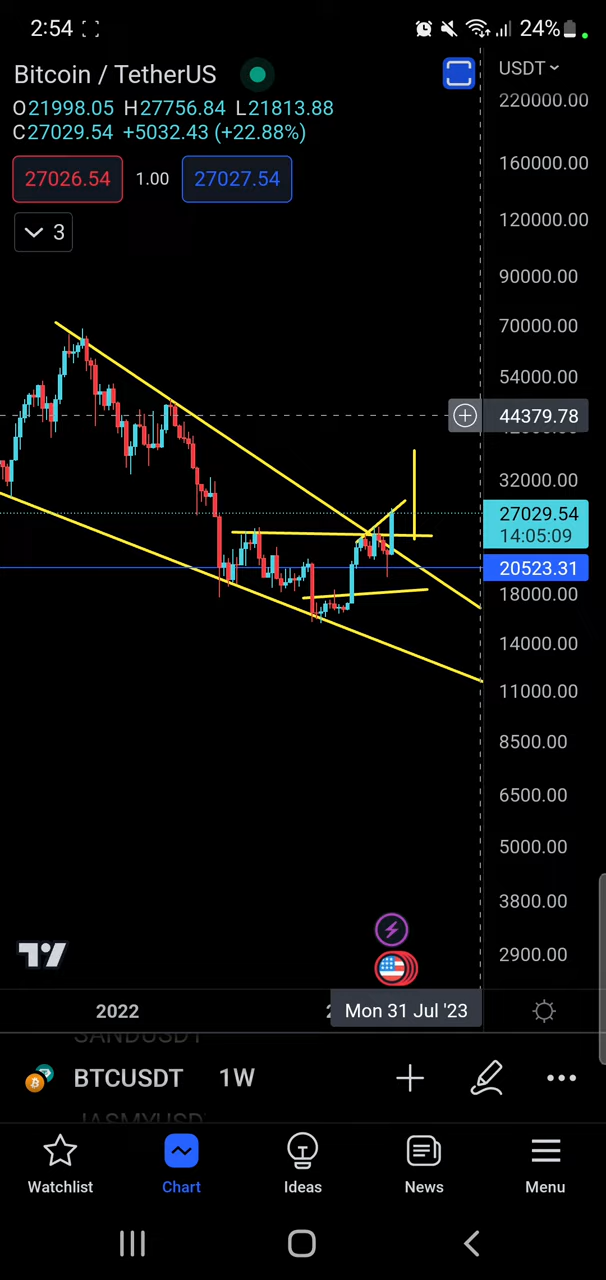 2:54 24%
Bitcoin / TetherUS USDT
O21998.05 H27756.84 L21813.88
C27029.54 +5032.43 (+22.88%)
27026.54 1.00 27027.54
3
220000.00
160000.00
120000.00
90000.00
70000.00
54000.00
44379.78
32000.00
27029.54
14:05:09
20523.31
18000.00
14000.00
11000.00
8500.00
6500.00
5000.00
3800.00
2900.00
2022 Mon 31 Jul '23
SANDUSDT
BTCUSDT 1W
JASMYUSD
Watchlist Chart Ideas News Menu